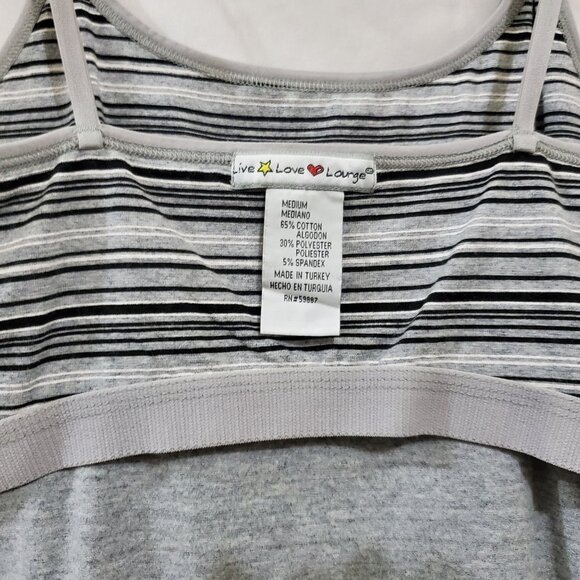 Live Love Lounge©
MEDIUM
MEDIANO
65% COTTON
ALGODON
30% POLYESTER
POLIESTER
5% SPANDEX
MADE IN TURKEY
HECHO EN TURQUIA
RN#59887